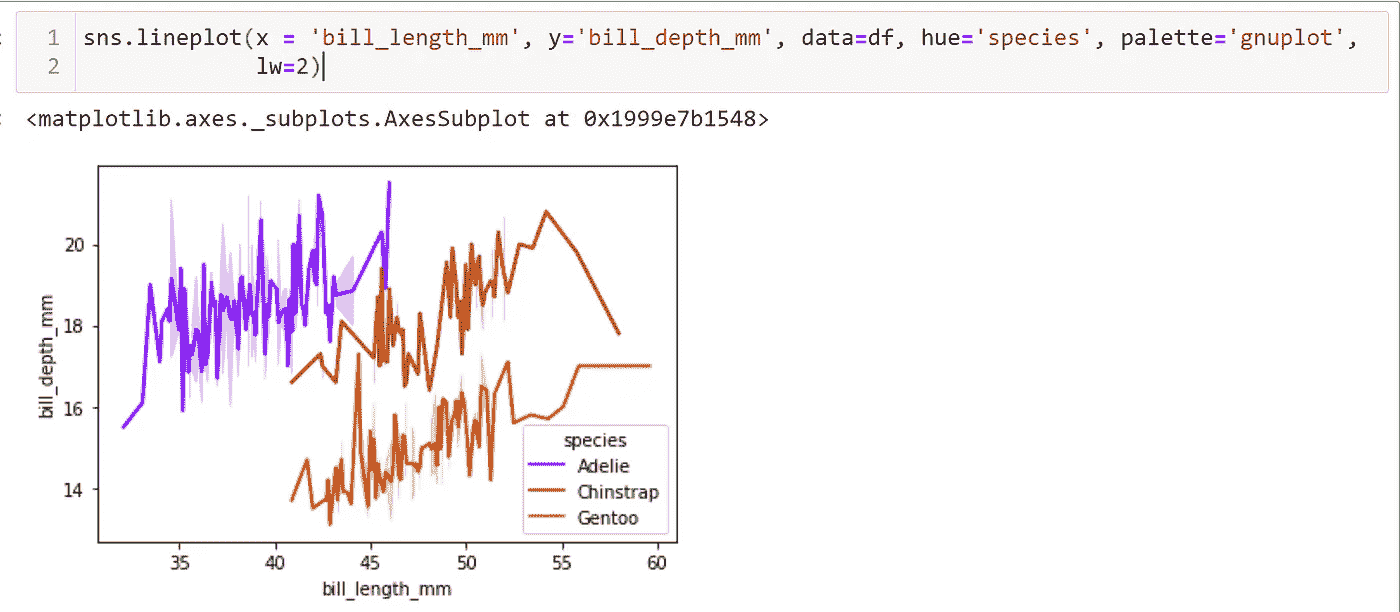 1 sns.lineplot(x = 'bill_length_mm', y='bill_depth_mm', data=df, hue='species', palette='gnuplot',
2 lw=2)
<matplotlib.axes._subplots.AxesSubplot at 0x1999e7b1548>
20
18
16
14
bill_depth_mm
species
Adelie
Chinstrap
Gentoo
35 40 45 50 55 60
bill_length_mm